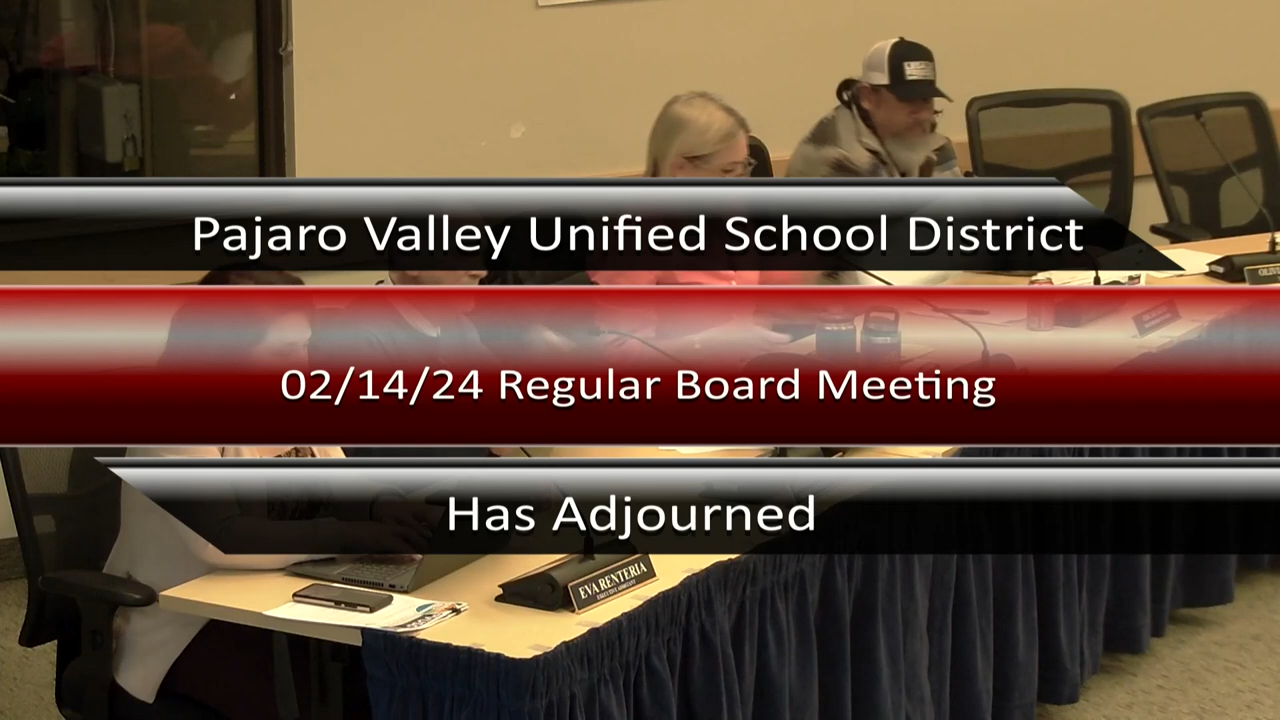 Pajaro Valley Unified School District
02/14/24 Regular Board Meeting
Has Adjourned
EVA RENTERIA